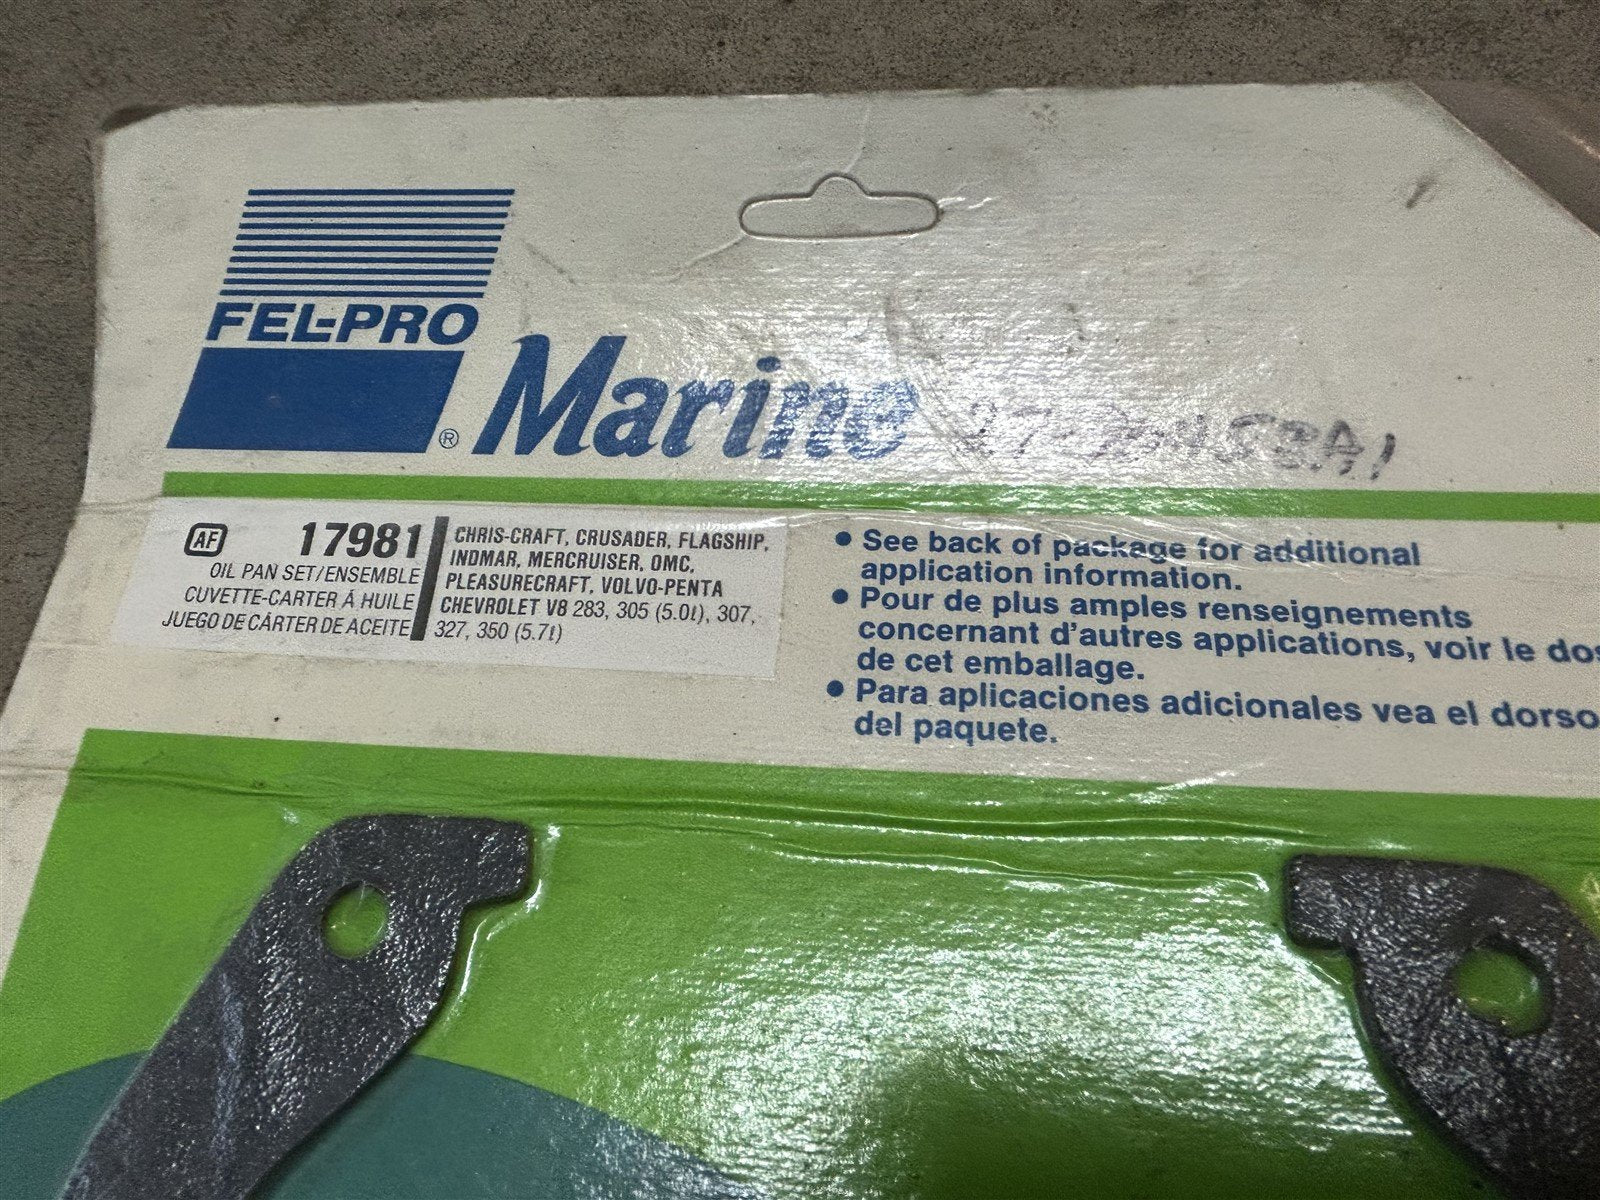 FEL-PRO
® Marine
AF 17981
OIL PAN SET/ENSEMBLE
CUVETTE-CARTER À HUILE
JUEGO DE CÁRTER DE ACEITE
CHRIS-CRAFT, CRUSADER, FLAGSHIP,
INDMAR, MERCRUISER, OMC,
PLEASURECRAFT, VOLVO-PENTA
CHEVROLET V8 283, 305 (5.0ℓ), 307,
327, 350 (5.7ℓ)
• See back of package for additional
application information.
• Pour de plus amples renseignements
concernant d'autres applications, voir le dos
de cet emballage.
• Para aplicaciones adicionales vea el dorso
del paquete.